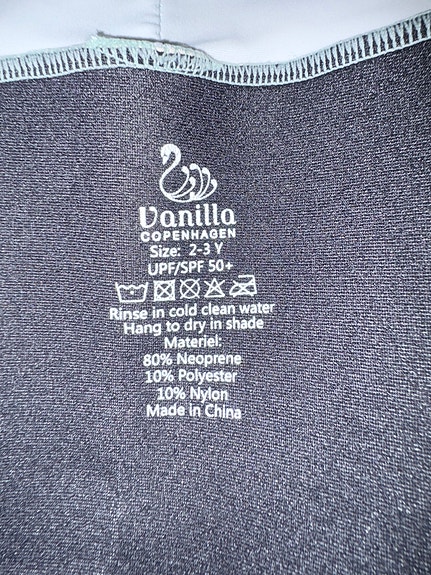 Vanilla
COPENHAGEN
Size: 2-3 Y
UPF/SPF 50+
Rinse in cold clean water
Hang to dry in shade
Materiel:
80% Neoprene
10% Polyester
10% Nylon
Made in China